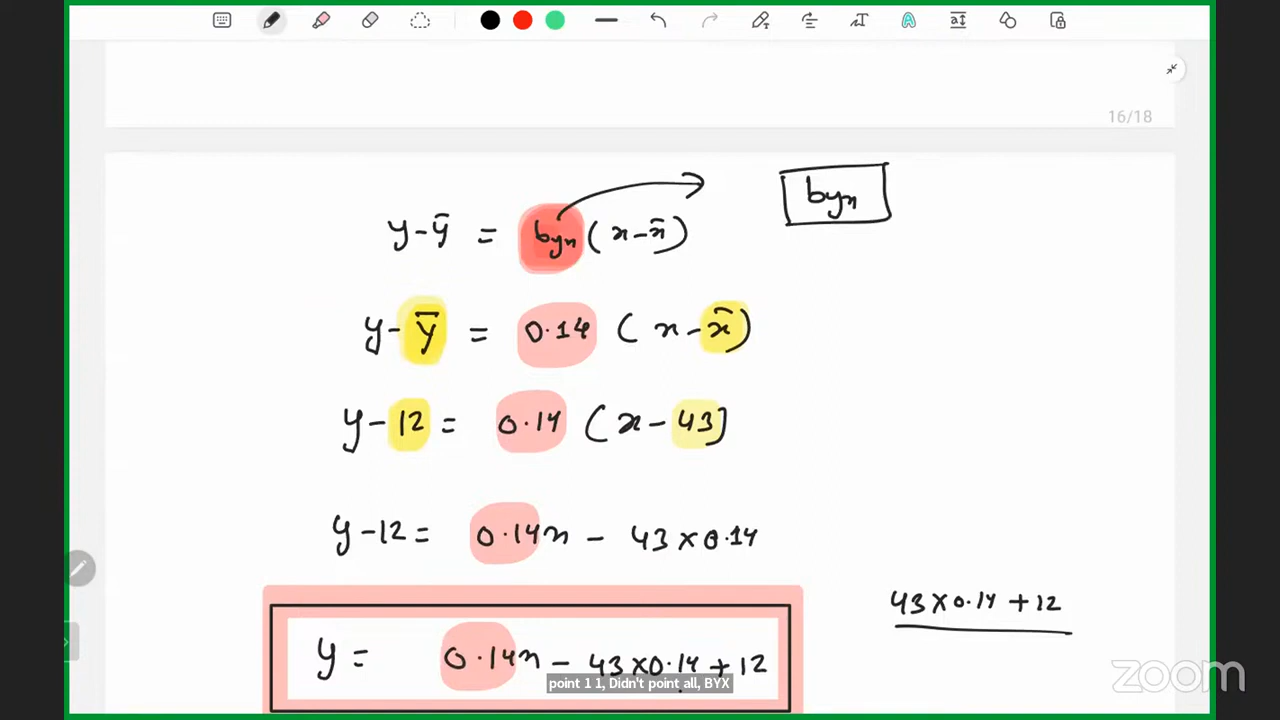 16/18
byx
y-ȳ = byx (x-x̄)
y-ȳ = 0.14 (x-x̄)
y-12 = 0.14 (x-43]
y-12 = 0.14x - 43×0.14
43×0.14 +12
y = 0.14x - 43×0.14 +12
point 1 1, Didn't point all, BYX
zoom